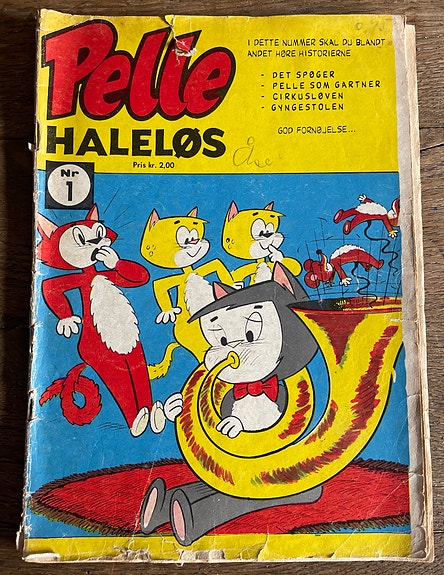 Pelle
HALELØS
Pris kr. 2,00
Nr
1
I DETTE NUMMER SKAL DU BLANDT
ANDET HØRE HISTORIERNE
- DET SPØGER
- PELLE SOM GARTNER
- CIRKUSLØVEN
- GYNGESTOLEN
GOD FORNØJELSE...
Åse